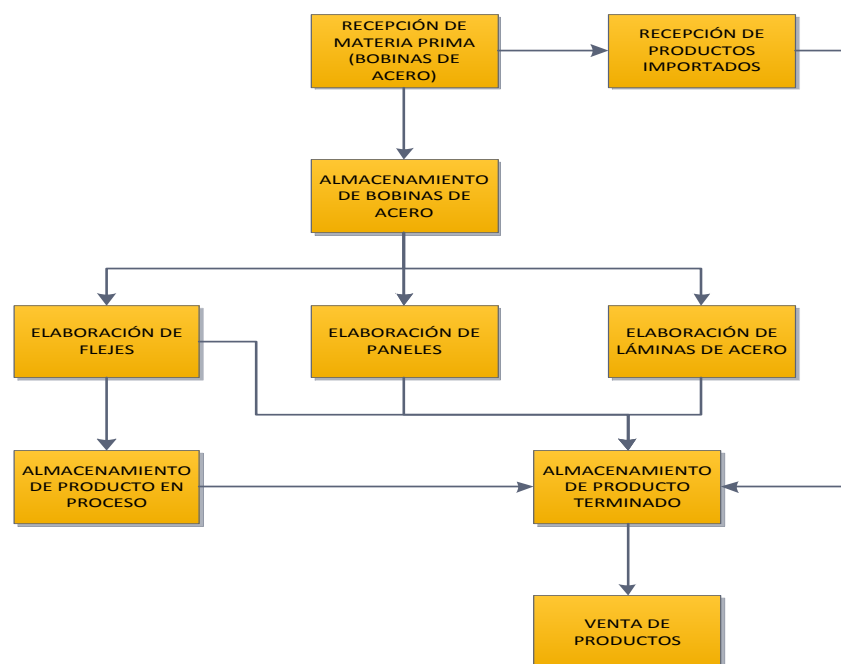 RECEPCIÓN DE
MATERIA PRIMA
(BOBINAS DE
ACERO)
RECEPCIÓN DE
PRODUCTOS
IMPORTADOS
ALMACENAMIENTO
DE BOBINAS DE
ACERO
ELABORACIÓN DE
FLEJES
ELABORACIÓN DE
PANELES
ELABORACIÓN DE
LÁMINAS DE ACERO
ALMACENAMIENTO
DE PRODUCTO EN
PROCESO
ALMACENAMIENTO
DE PRODUCTO
TERMINADO
VENTA DE
PRODUCTOS